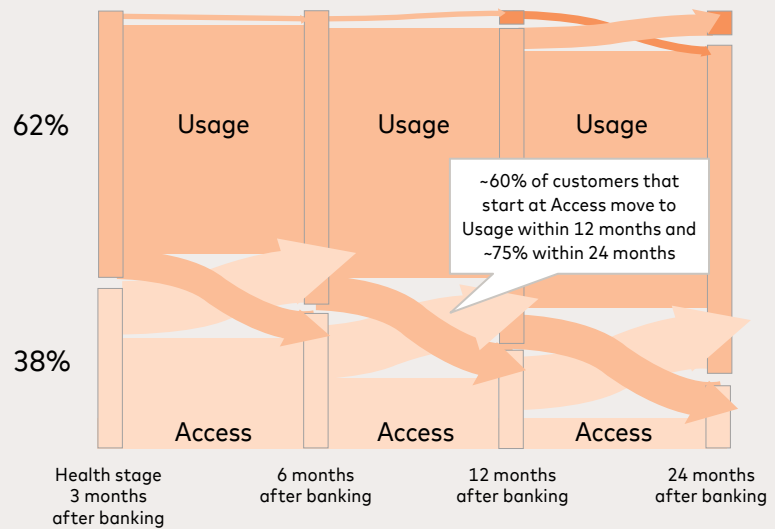 62%
Usage
Usage
Usage
~60% of customers that
start at Access move to
Usage within 12 months and
~75% within 24 months
38%
Access
Access
Access
Health stage
3 months
after banking
6 months
after banking
12 months
after banking
24 months
after banking